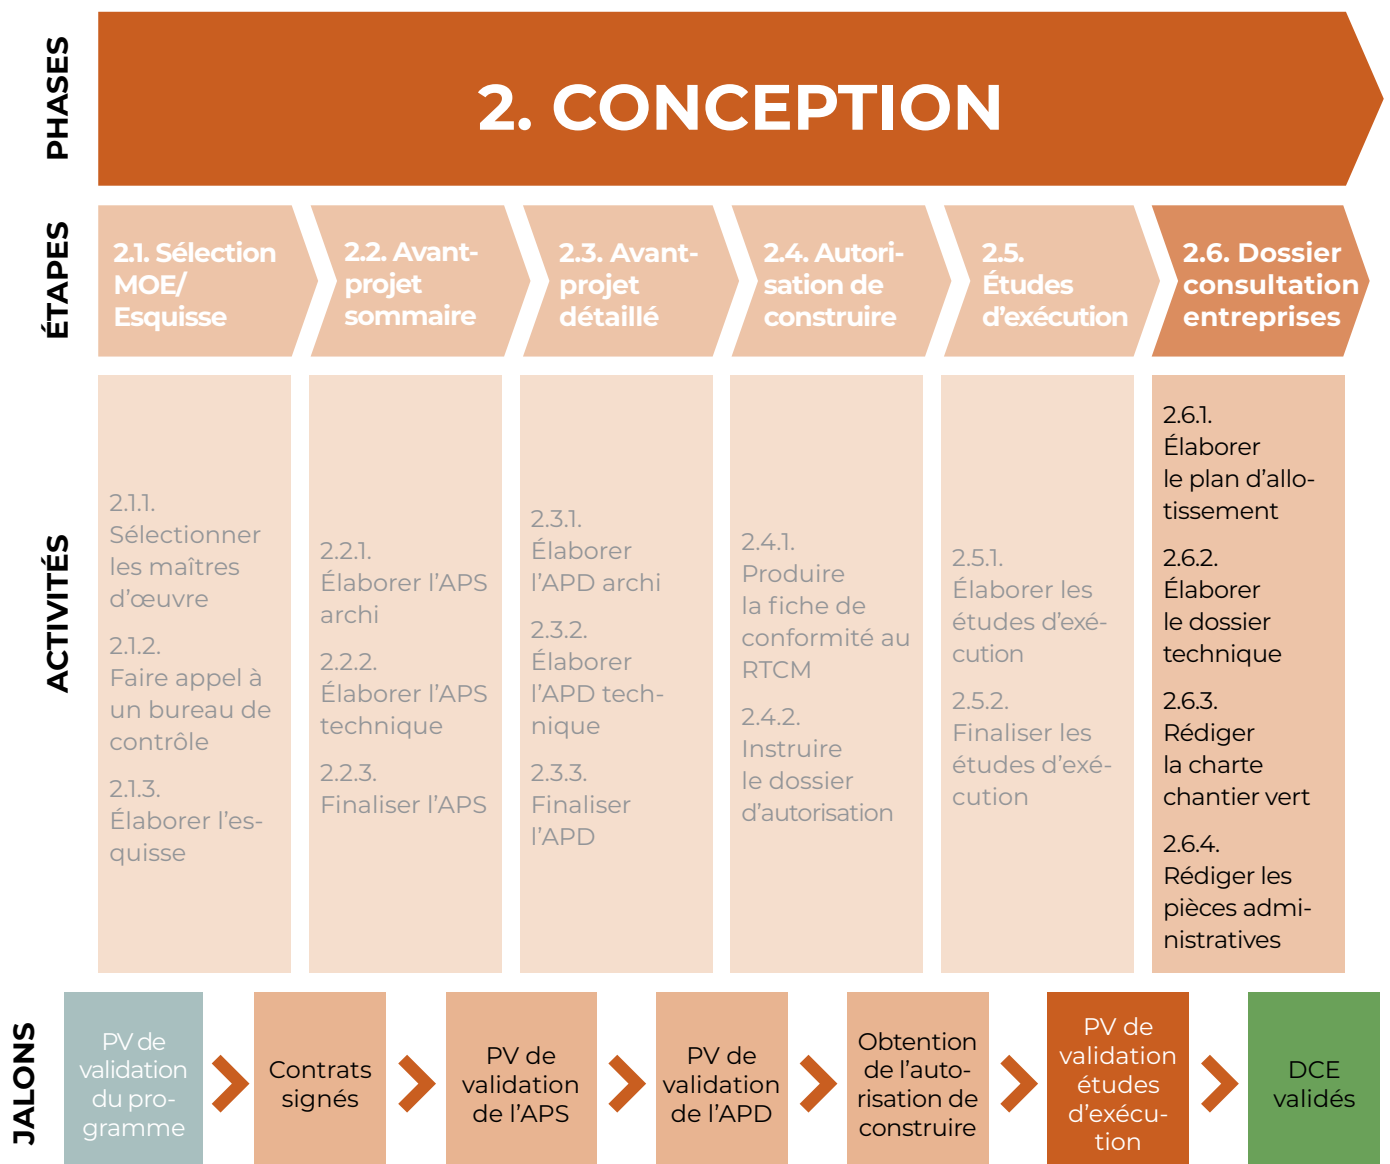 PHASES
2. CONCEPTION
ÉTAPES
2.1. Sélection
MOE/
Esquisse
2.2. Avant-
projet
sommaire
2.3. Avant-
projet
détaillé
2.4. Autori-
sation de
construire
2.5.
Études
d’exécution
2.6. Dossier
consultation
entreprises
ACTIVITÉS
2.1.1.
Sélectionner
les maîtres
d’œuvre
2.1.2.
Faire appel à
un bureau de
contrôle
2.1.3.
Élaborer l’es-
quisse
2.2.1.
Élaborer l’APS
archi
2.2.2.
Élaborer l’APS
technique
2.2.3.
Finaliser l’APS
2.3.1.
Élaborer
l’APD archi
2.3.2.
Élaborer
l’APD tech-
nique
2.3.3.
Finaliser
l’APD
2.4.1.
Produire
la fiche de
conformité au
RTCM
2.4.2.
Instruire
le dossier
d’autorisation
2.5.1.
Élaborer les
études d’exé-
cution
2.5.2.
Finaliser les
études d’exé-
cution
2.6.1.
Élaborer
le plan d’allo-
tissement
2.6.2.
Élaborer
le dossier
technique
2.6.3.
Rédiger
la charte
chantier vert
2.6.4.
Rédiger les
pièces admi-
nistratives
JALONS
PV de
validation
du pro-
gramme
Contrats
signés
PV de
validation
de l’APS
PV de
validation
de l’APD
Obtention
de l’auto-
risation de
construire
PV de
validation
études
d’exécu-
tion
DCE
validés